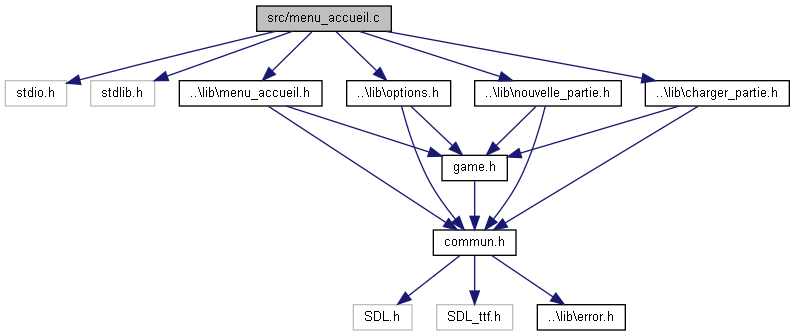 src/menu_accueil.c
stdio.h
stdlib.h
..\lib\menu_accueil.h
..\lib\options.h
..\lib\nouvelle_partie.h
..\lib\charger_partie.h
game.h
commun.h
SDL.h
SDL_ttf.h
..\lib\error.h